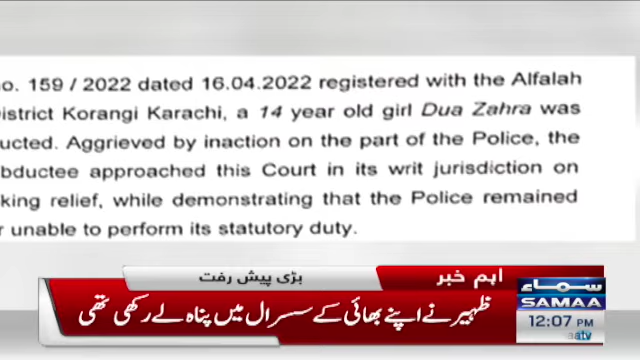 no. 159 / 2022 dated 16.04.2022 registered with the Alfalah
District Korangi Karachi, a 14 year old girl Dua Zahra was
ucted. Aggrieved by inaction on the part of the Police, the
bductee approached this Court in its writ jurisdiction on
king relief, while demonstrating that the Police remained
r unable to perform its statutory duty.
اہم خبر
بڑی پیش رفت
ظہیر نے اپنے بھائی کے سسرال میں پناہ لے رکھی تھی
سماء
SAMAA
12:07 PM
aatv